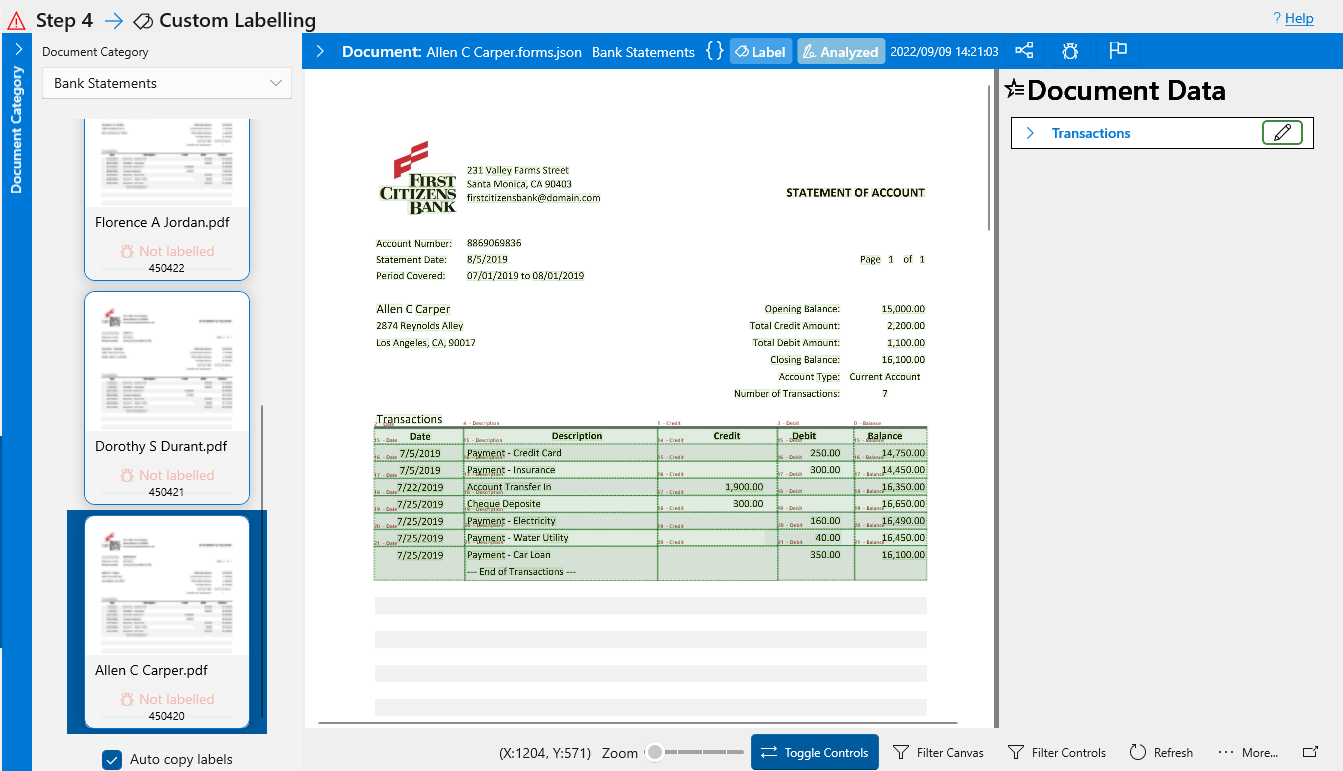 Step 4 → Custom Labelling
? Help
Document Category
Document Category
Bank Statements
Florence A Jordan.pdf
Not labelled
450422
Dorothy S Durant.pdf
Not labelled
450421
Allen C Carper.pdf
Not labelled
450420
Auto copy labels
Document: Allen C Carper.forms.json Bank Statements {} Label Analyzed 2022/09/09 14:21:03
FIRST
CITIZENS
BANK
231 Valley Farms Street
Santa Monica, CA 90403
firstcitizensbank@domain.com
STATEMENT OF ACCOUNT
Account Number: 8869069836
Statement Date: 8/5/2019
Page 1 of 1
Period Covered: 07/01/2019 to 08/01/2019
Allen C Carper
2874 Reynolds Alley
Los Angeles, CA, 90017
Opening Balance: 15,000.00
Total Credit Amount: 2,200.00
Total Debit Amount: 1,100.00
Closing Balance: 16,100.00
Account Type: Current Account
Number of Transactions: 7
Transactions
Date Description Credit Debit Balance
7/5/2019 Payment - Credit Card 250.00 14,750.00
7/5/2019 Payment - Insurance 300.00 14,450.00
7/22/2019 Account Transfer In 1,900.00 16,350.00
7/25/2019 Cheque Deposite 300.00 16,650.00
7/25/2019 Payment - Electricity 160.00 16,490.00
7/25/2019 Payment - Water Utility 40.00 16,450.00
7/25/2019 Payment - Car Loan 350.00 16,100.00
--- End of Transactions ---
Document Data
Transactions
(X:1204, Y:571) Zoom Toggle Controls Filter Canvas Filter Controls Refresh ··· More...